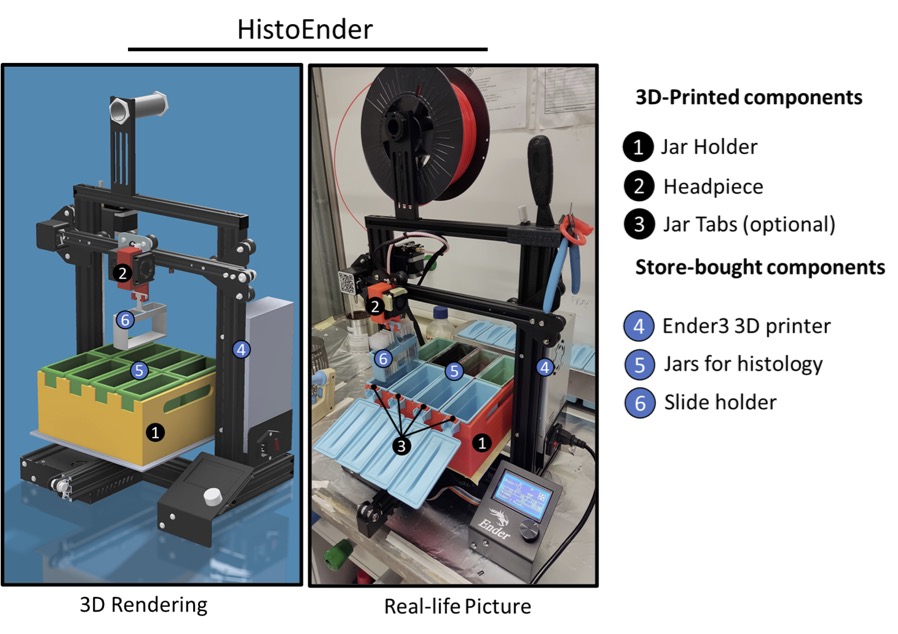 HistoEnder
2
6
4
5
1
2
6
5
4
3
1
Ender
3D Rendering
Real-life Picture
3D-Printed components
1 Jar Holder
2 Headpiece
3 Jar Tabs (optional)
Store-bought components
4 Ender3 3D printer
5 Jars for histology
6 Slide holder